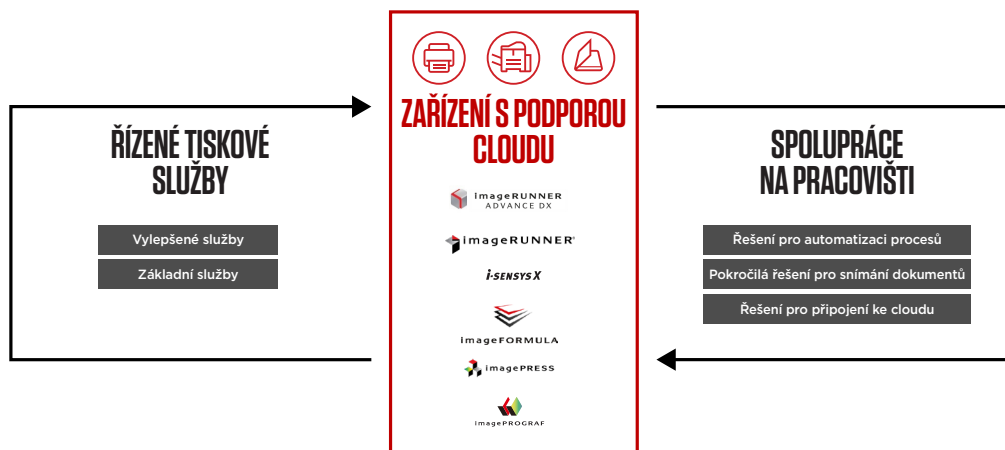 ŘÍZENÉ TISKOVÉ
SLUŽBY
Vylepšené služby
Základní služby
ZAŘÍZENÍ S PODPOROU
CLOUDU
imageRUNNER
ADVANCE DX
imageRUNNER®
i-SENSYS X
imageFORMULA
imagePRESS
imagePROGRAF
SPOLUPRÁCE
NA PRACOVIŠTI
Řešení pro automatizaci procesů
Pokročilá řešení pro snímání dokumentů
Řešení pro připojení ke cloudu